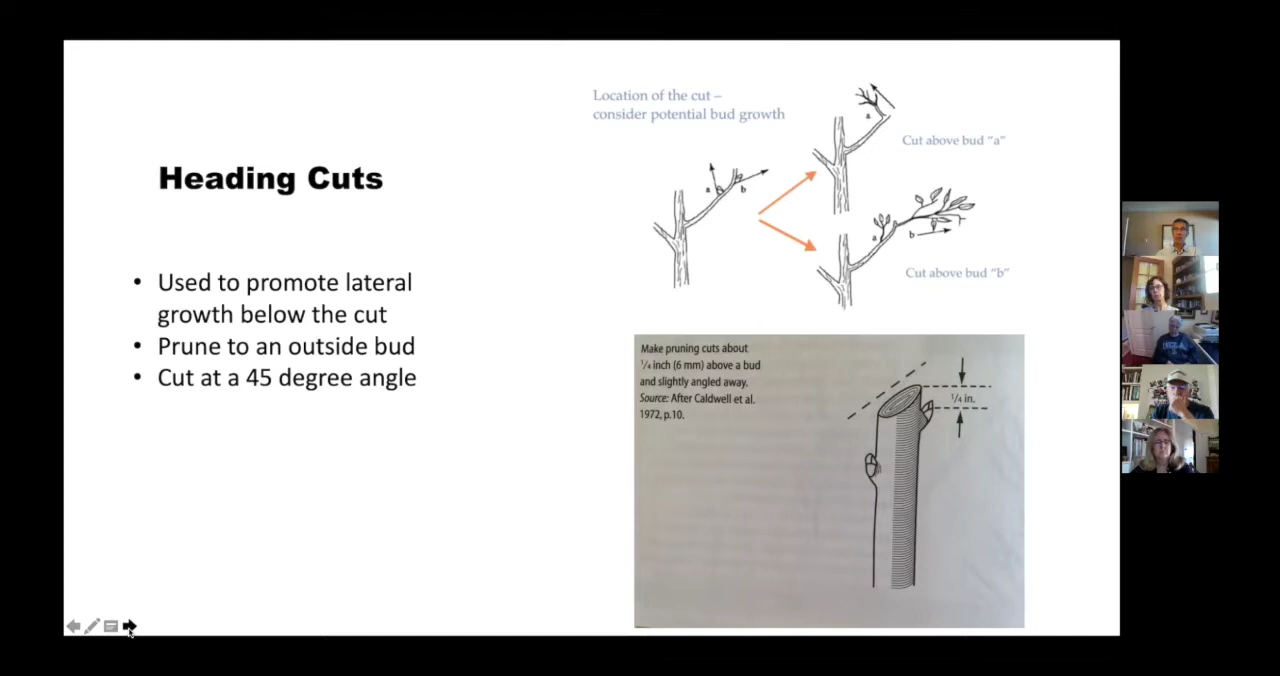 Heading Cuts
• Used to promote lateral
growth below the cut
• Prune to an outside bud
• Cut at a 45 degree angle
Location of the cut –
consider potential bud growth
a
b
a
Cut above bud "a"
a
b
Cut above bud "b"
Make pruning cuts about
1/4 inch (6 mm) above a bud
and slightly angled away.
Source: After Caldwell et al.
1972, p.10.
1/4 in.